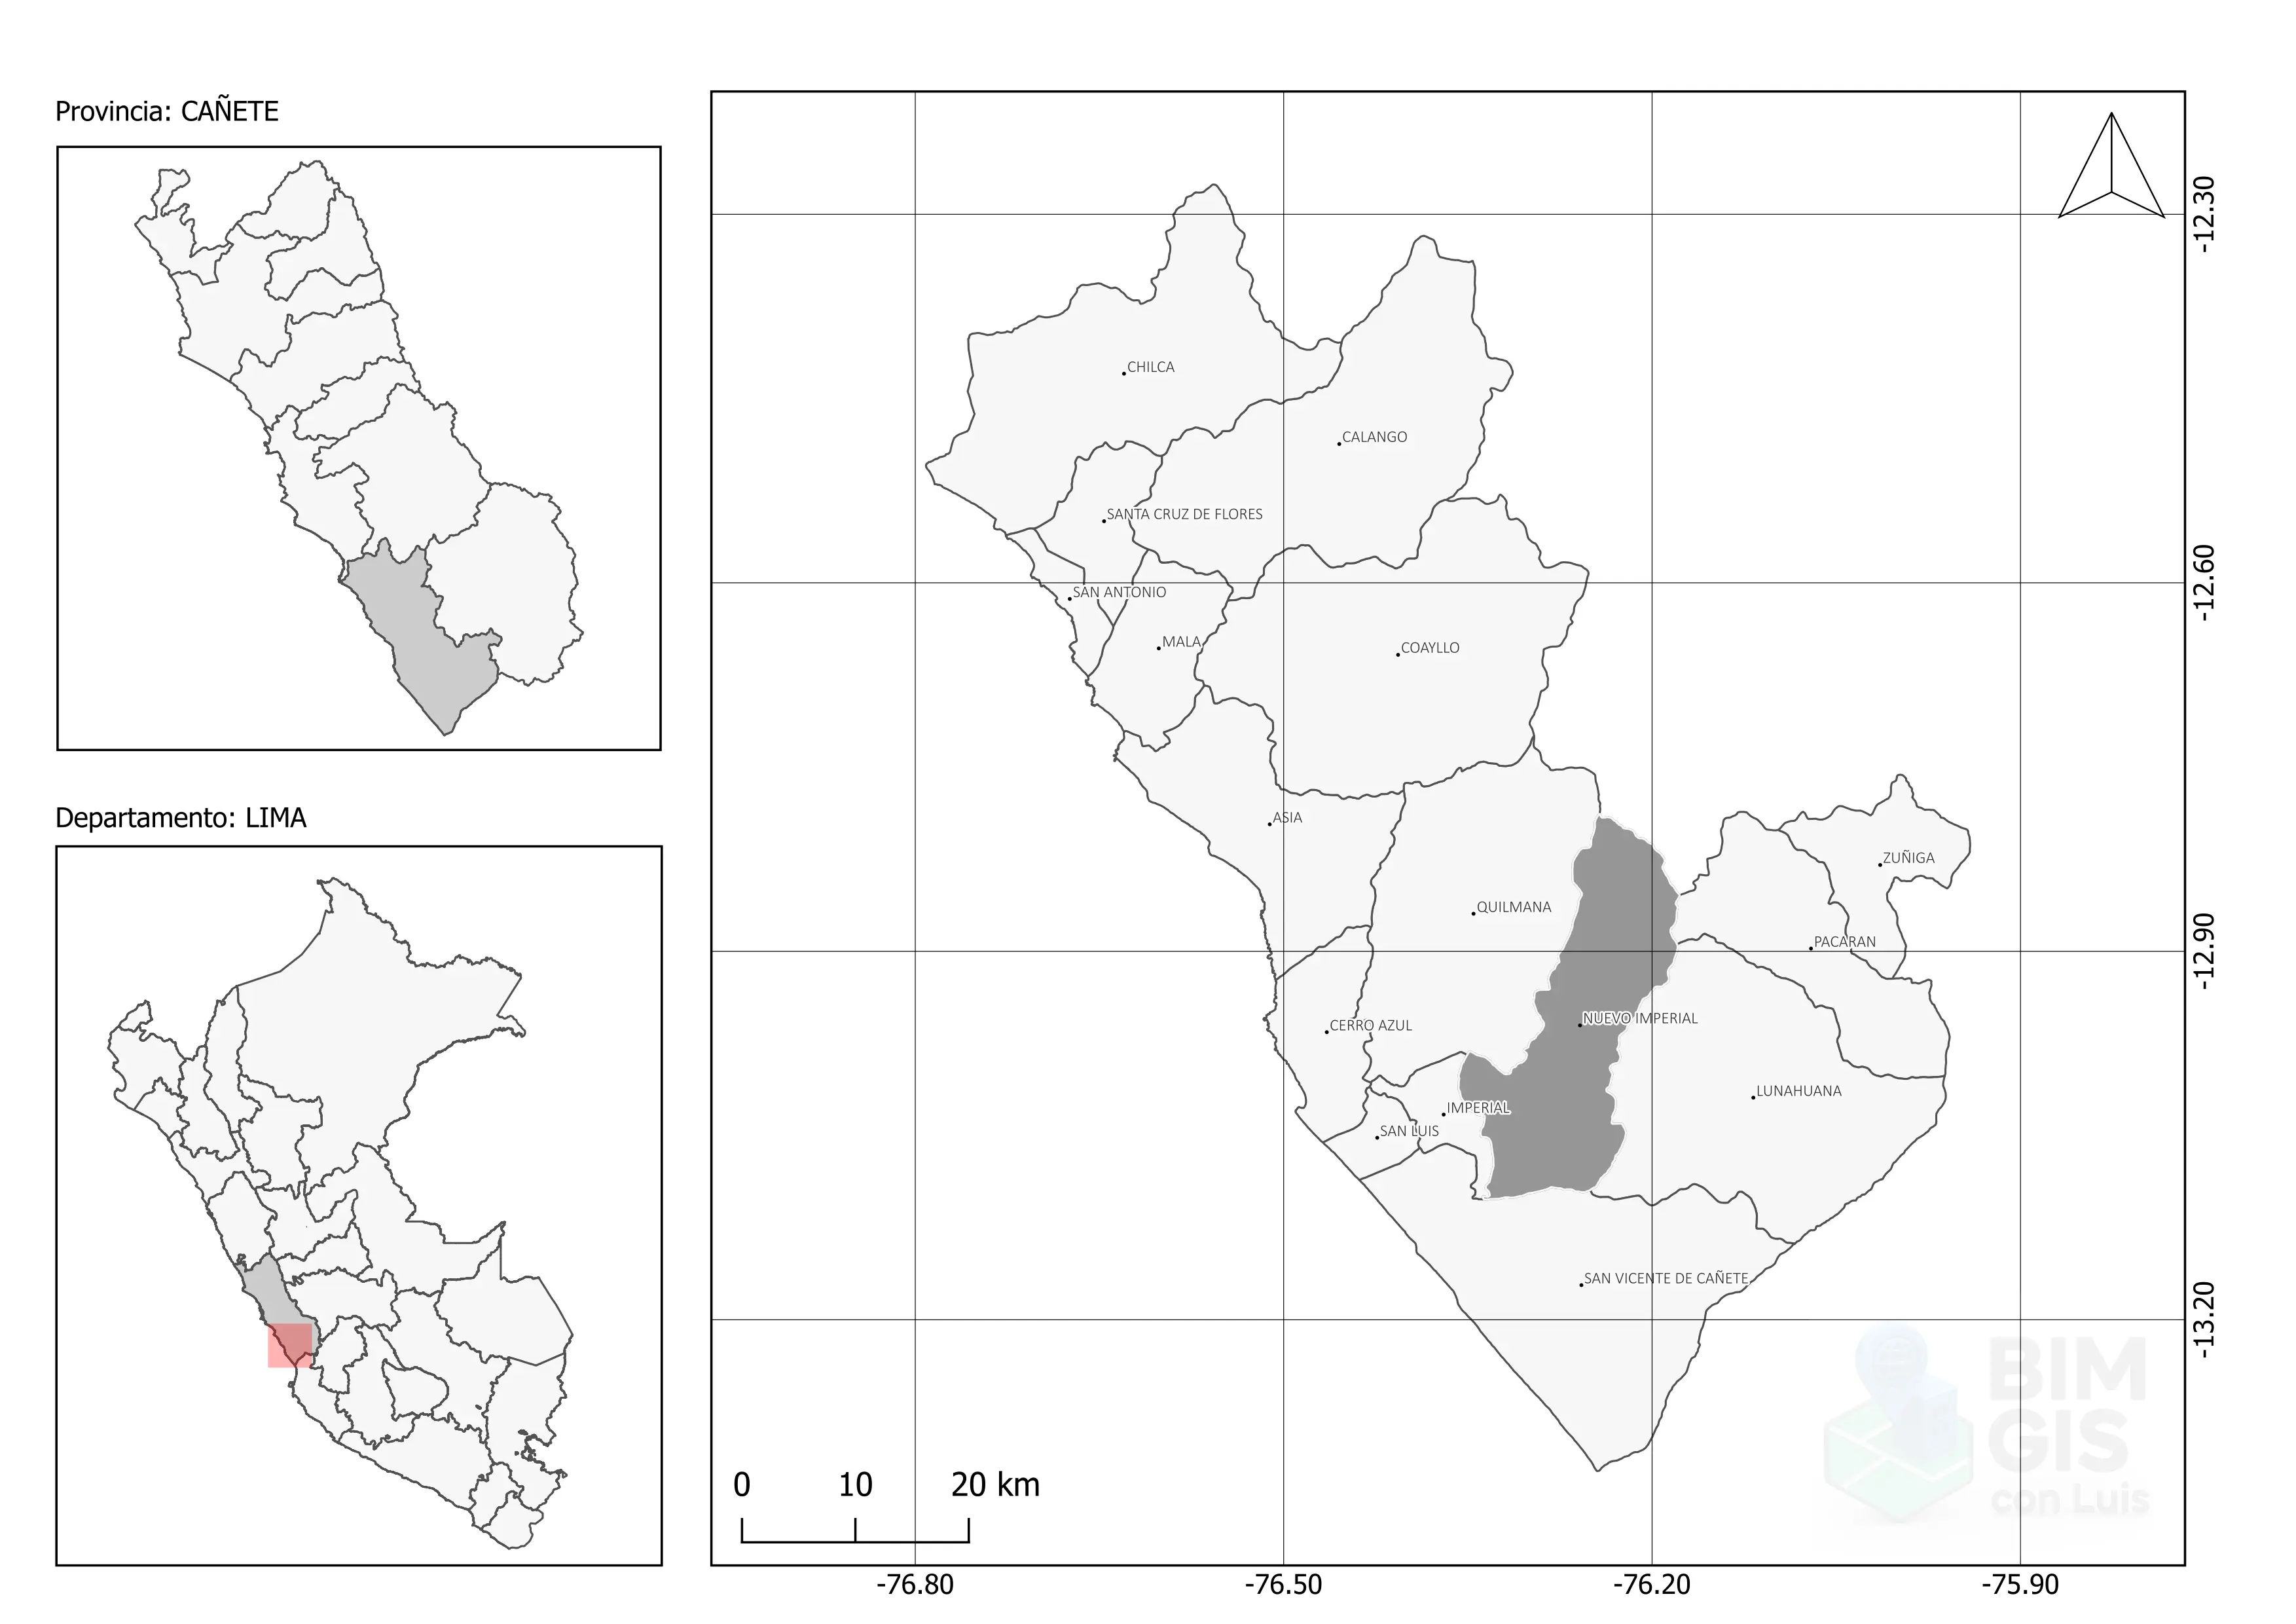 Provincia: CAÑETE
Departamento: LIMA
CHILCA
CALANGO
SANTA CRUZ DE FLORES
SAN ANTONIO
MALA
COAYLLO
ASIA
ZUÑIGA
QUILMANA
PACARAN
NUEVO IMPERIAL
CERRO AZUL
LUNAHUANA
IMPERIAL
SAN LUIS
SAN VICENTE DE CAÑETE
-12.30
-12.60
-12.90
-13.20
BIM
GIS
con Luis
0 10 20 km
-76.80 -76.50 -76.20 -75.90